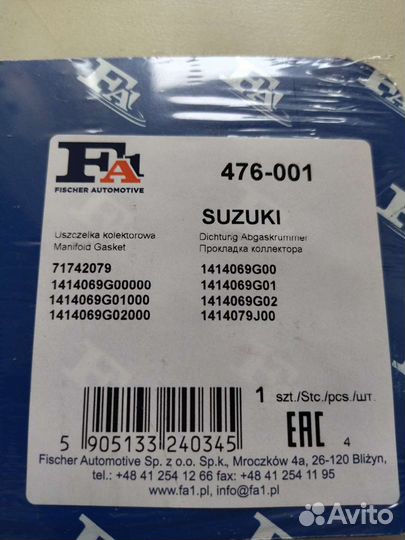 FA1
FA1
FISCHER AUTOMOTIVE
476-001
SUZUKI
Uszczelka kolektorowa
Manifold Gasket
Dichtung Abgaskrümmer
Прокладка коллектора
71742079
1414069G00000
1414069G01000
1414069G02000
1414069G00
1414069G01
1414069G02
1414079J00
1 szt./Stc./pcs./шт.
5 905133 240345
EAC
4
Fischer Automotive Sp. z o.o. Sp.k., Mroczków 4a, 26-120 Bliżyn,
tel.: +48 41 254 12 66 fax: +48 41 254 11 95
www.fa1.pl, info@fa1.pl
Avito